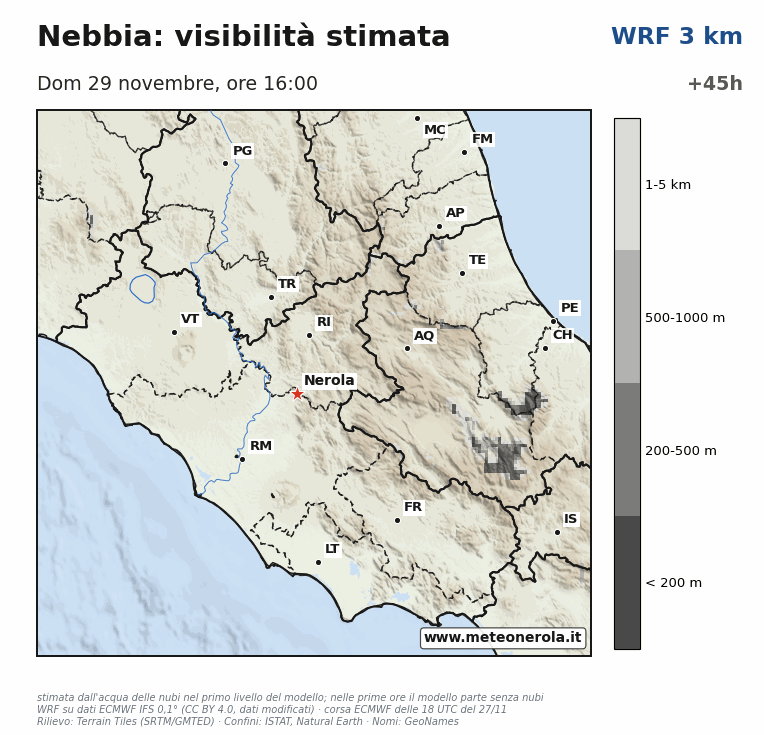 Nebbia: visibilità stimata
WRF 3 km
Dom 29 novembre, ore 16:00
+45h
MC
FM
PG
AP
TE
TR
PE
VT
RI
AQ
CH
Nerola
RM
FR
IS
LT
www.meteonerola.it
1-5 km
500-1000 m
200-500 m
< 200 m
stimata dall'acqua delle nubi nel primo livello del modello; nelle prime ore il modello parte senza nubi
WRF su dati ECMWF IFS 0,1° (CC BY 4.0, dati modificati) · corsa ECMWF delle 18 UTC del 27/11
Rilievo: Terrain Tiles (SRTM/GMTED) · Confini: ISTAT, Natural Earth · Nomi: GeoNames